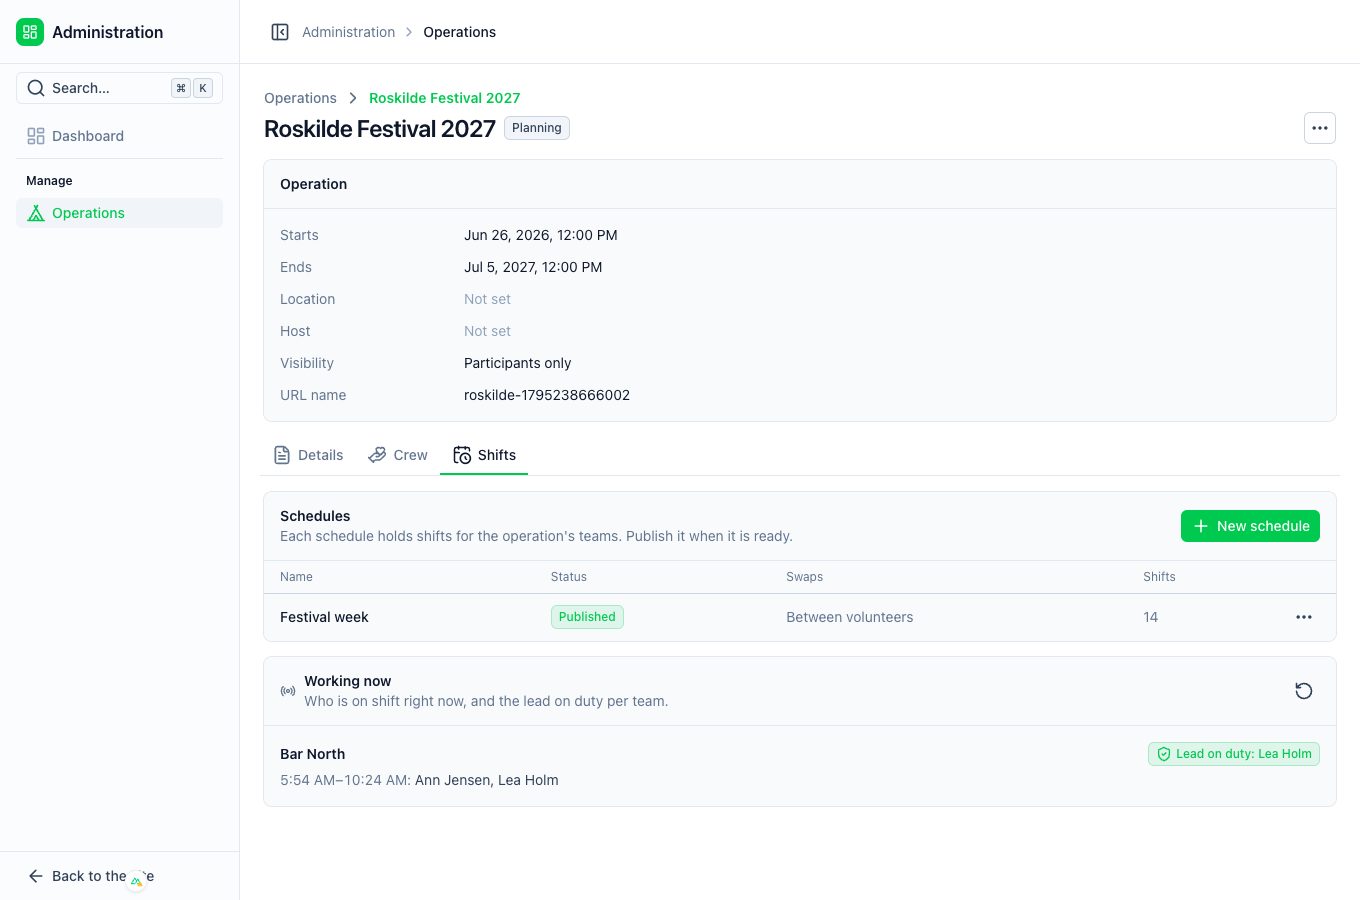 Administration
Search...
⌘ K
Dashboard
Manage
Operations
Back to the
Administration > Operations
Operations > Roskilde Festival 2027
Roskilde Festival 2027 Planning
Operation
Starts Jun 26, 2026, 12:00 PM
Ends Jul 5, 2027, 12:00 PM
Location Not set
Host Not set
Visibility Participants only
URL name roskilde-1795238666002
Details Crew Shifts
Schedules
Each schedule holds shifts for the operation's teams. Publish it when it is ready.
New schedule
Name Status Swaps Shifts
Festival week Published Between volunteers 14
Working now
Who is on shift right now, and the lead on duty per team.
Bar North
Lead on duty: Lea Holm
5:54 AM–10:24 AM: Ann Jensen, Lea Holm